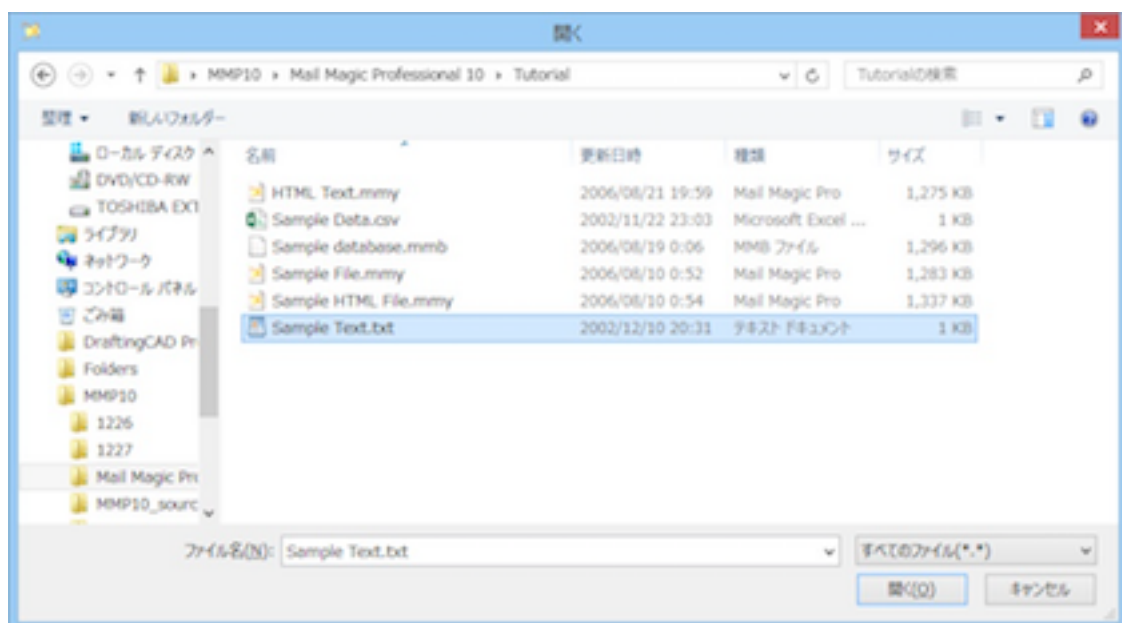 開く
MMP10 Mail Magic Professional 10 Tutorial Tutorialの検索
整理 新しいフォルダー
名前 更新日時 種類 サイズ
ローカル ディスク
DVD/CD-RW
TOSHIBA EXT
ライブラリ
ネットワーク
コントロール パネル
ごみ箱
DraftingCAD Pr
Folders
MMP10
1226
1227
Mail Magic Pro
MMP10_sourc
HTML Text.mmy 2006/08/21 19:59 Mail Magic Pro 1,275 KB
Sample Data.csv 2002/11/22 23:03 Microsoft Excel ... 1 KB
Sample database.mmb 2006/08/19 0:06 MMB ファイル 1,296 KB
Sample File.mmy 2006/08/10 0:52 Mail Magic Pro 1,283 KB
Sample HTML File.mmy 2006/08/10 0:54 Mail Magic Pro 1,337 KB
Sample Text.txt 2002/12/10 20:31 テキスト ドキュメント 1 KB
ファイル名(N): Sample Text.txt すべてのファイル(*.*)
開く(O) キャンセル